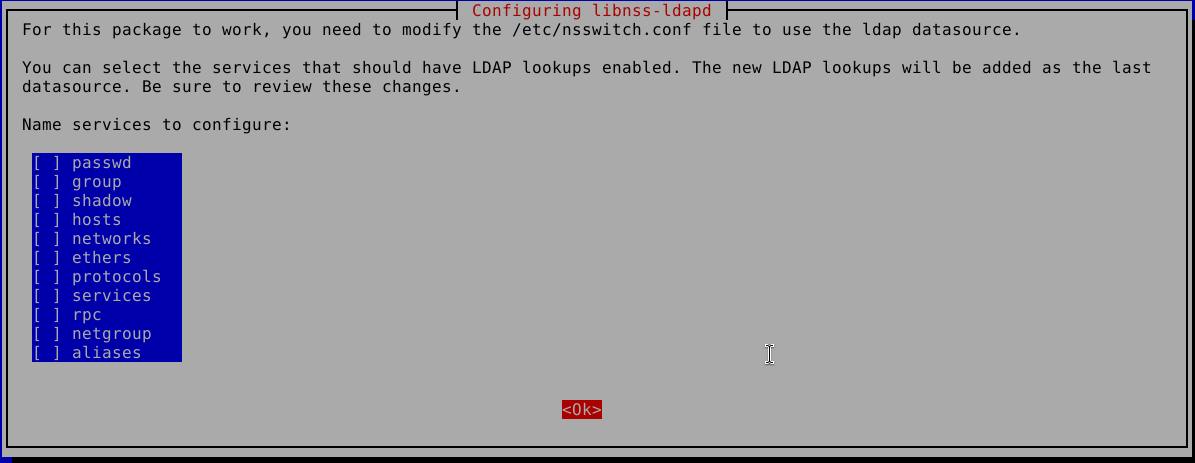 Configuring libnss-ldapd
For this package to work, you need to modify the /etc/nsswitch.conf file to use the ldap datasource.
You can select the services that should have LDAP lookups enabled. The new LDAP lookups will be added as the last
datasource. Be sure to review these changes.
Name services to configure:
[ ] passwd
[ ] group
[ ] shadow
[ ] hosts
[ ] networks
[ ] ethers
[ ] protocols
[ ] services
[ ] rpc
[ ] netgroup
[ ] aliases
<Ok>